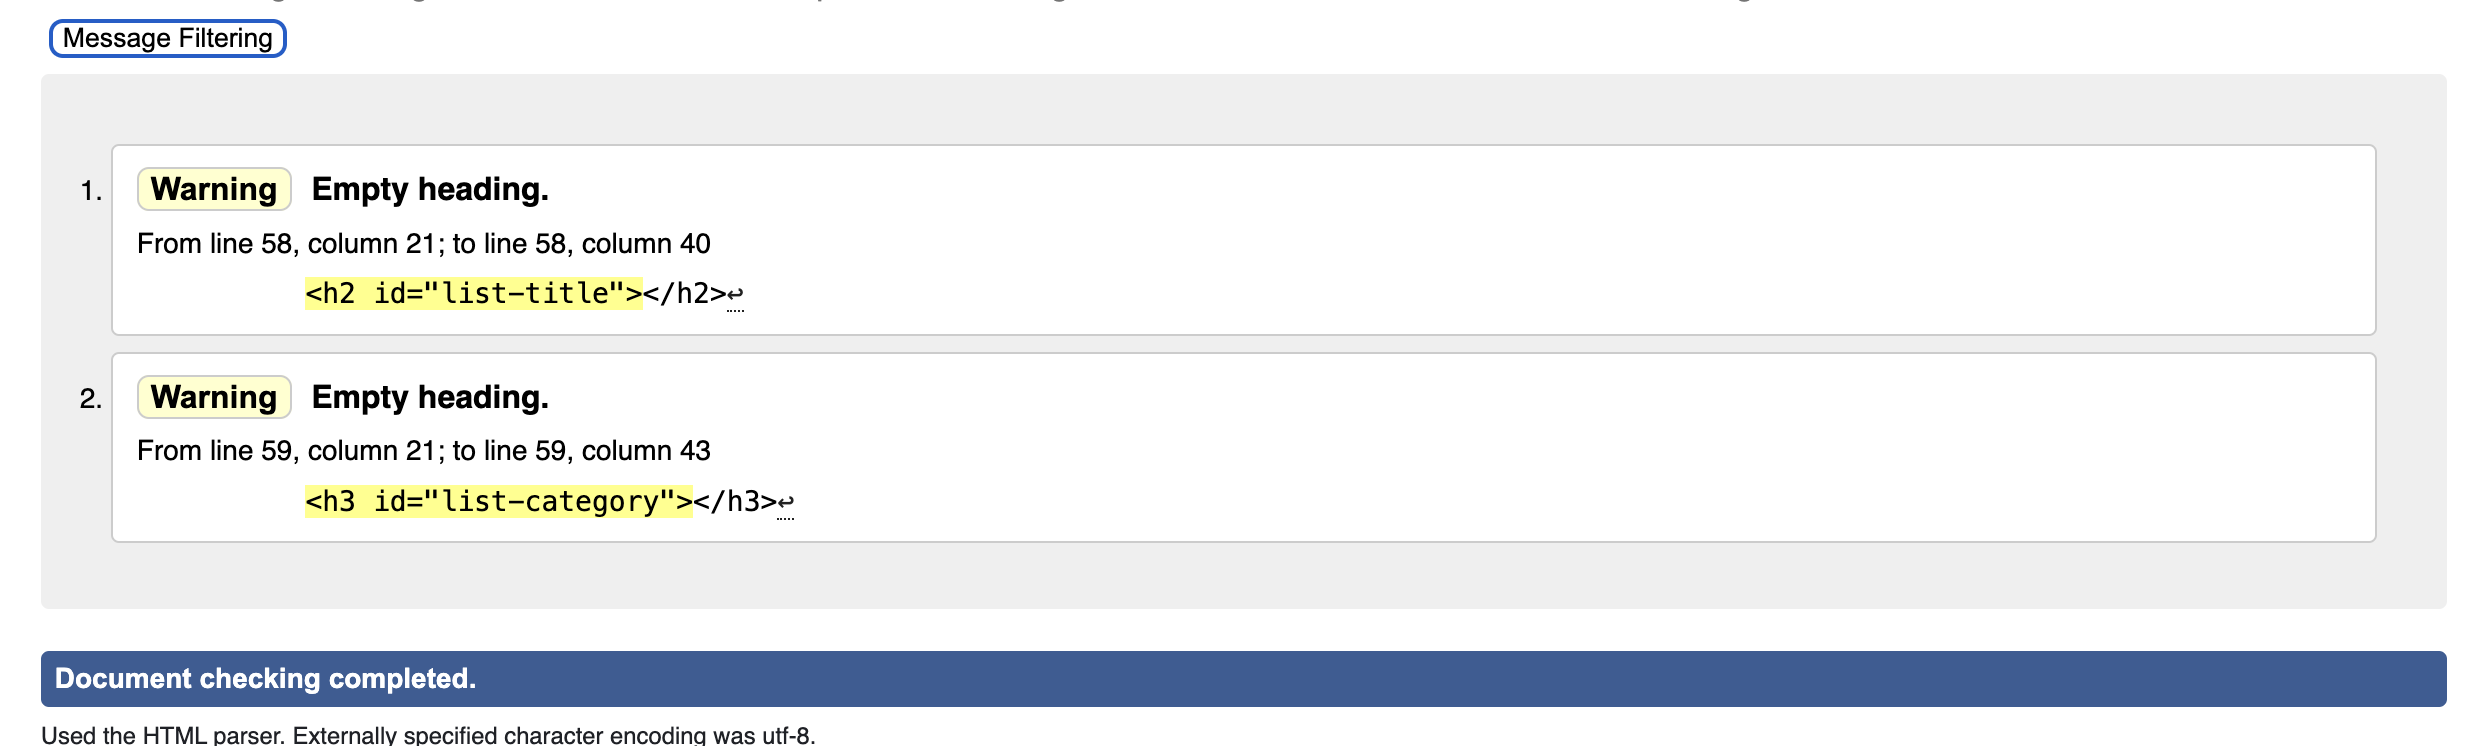 Message Filtering
1. Warning Empty heading.
From line 58, column 21; to line 58, column 40
<h2 id="list-title"></h2>↩
2. Warning Empty heading.
From line 59, column 21; to line 59, column 43
<h3 id="list-category"></h3>↩
Document checking completed.
Used the HTML parser. Externally specified character encoding was utf-8.